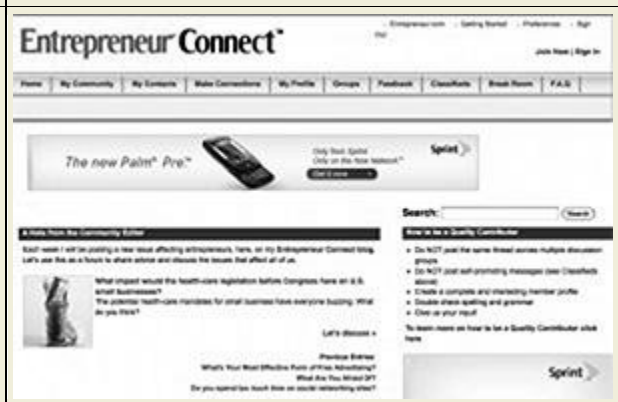 Entrepreneur Connect™
Entrepreneur.com Getting Started Preferences Sign
Out
Join Now | Sign In
Home My Community My Contacts Make Connections My Profile Groups Feedback Classifieds Break Room F.A.Q
The new Palm® Pre.™
Only from Sprint
Only on the Now Network.™
Sprint
Search:
(Search)
A Note from the Community Editor
How to be a Quality Contributor
Each week I will be posting a new issue affecting entrepreneurs, here, on my Entrepreneur Connect blog.
Let's use this as a forum to share advice and discuss the issues that affect all of us.
What impact would the health-care legislation before Congress have on U.S.
small businesses?
The potential health-care mandates for small business have everyone buzzing. What
do you think?
Let's discuss »
Previous Entries:
What's Your Most Effective Form of Free Advertising?
What Are You Afraid Of?
Do you spend too much time on social networking sites?
Do NOT post the same thread across multiple discussion
groups
Do NOT post self-promoting messages (see Classifieds
above)
Create a complete and interesting member profile
Double check spelling and grammar
Give us your input!
To learn more on how to be a Quality Contributor click
here
Sprint